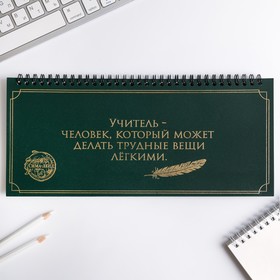 Учитель –
человек, который может
делать трудные вещи
лёгкими.